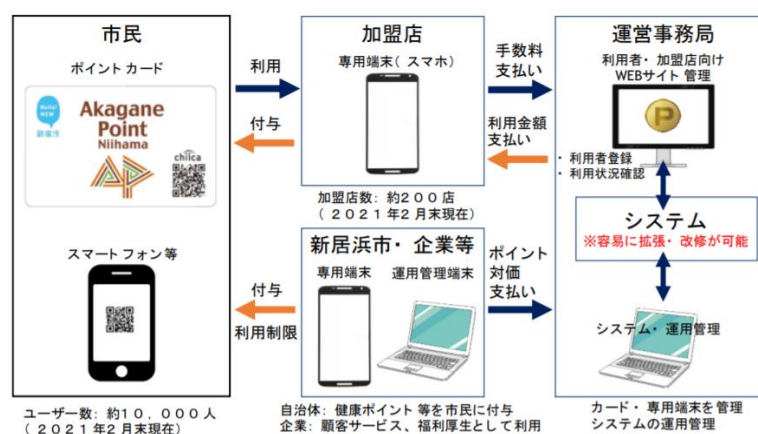 市民
ポイントカード
Hello!
NEW
新居浜
Akagane
Point
Niihama
chiica
スマートフォン等
ユーザー数：約１０，０００人
（２０２１年２月末現在）
利用
付与
付与
利用制限
加盟店
専用端末（スマホ）
加盟店数：約２００店
（２０２１年２月末現在）
新居浜市・企業等
専用端末
運用管理端末
自治体：健康ポイント等を市民に付与
企業：顧客サービス、福利厚生として利用
手数料
支払い
利用金額
支払い
ポイント
対価
支払い
運営事務局
利用者・加盟店向け
WEBサイト管理
P
・利用者登録
・利用状況確認
システム
※容易に拡張・改修が可能
システム・運用管理
カード・専用端末を管理
システムの運用管理